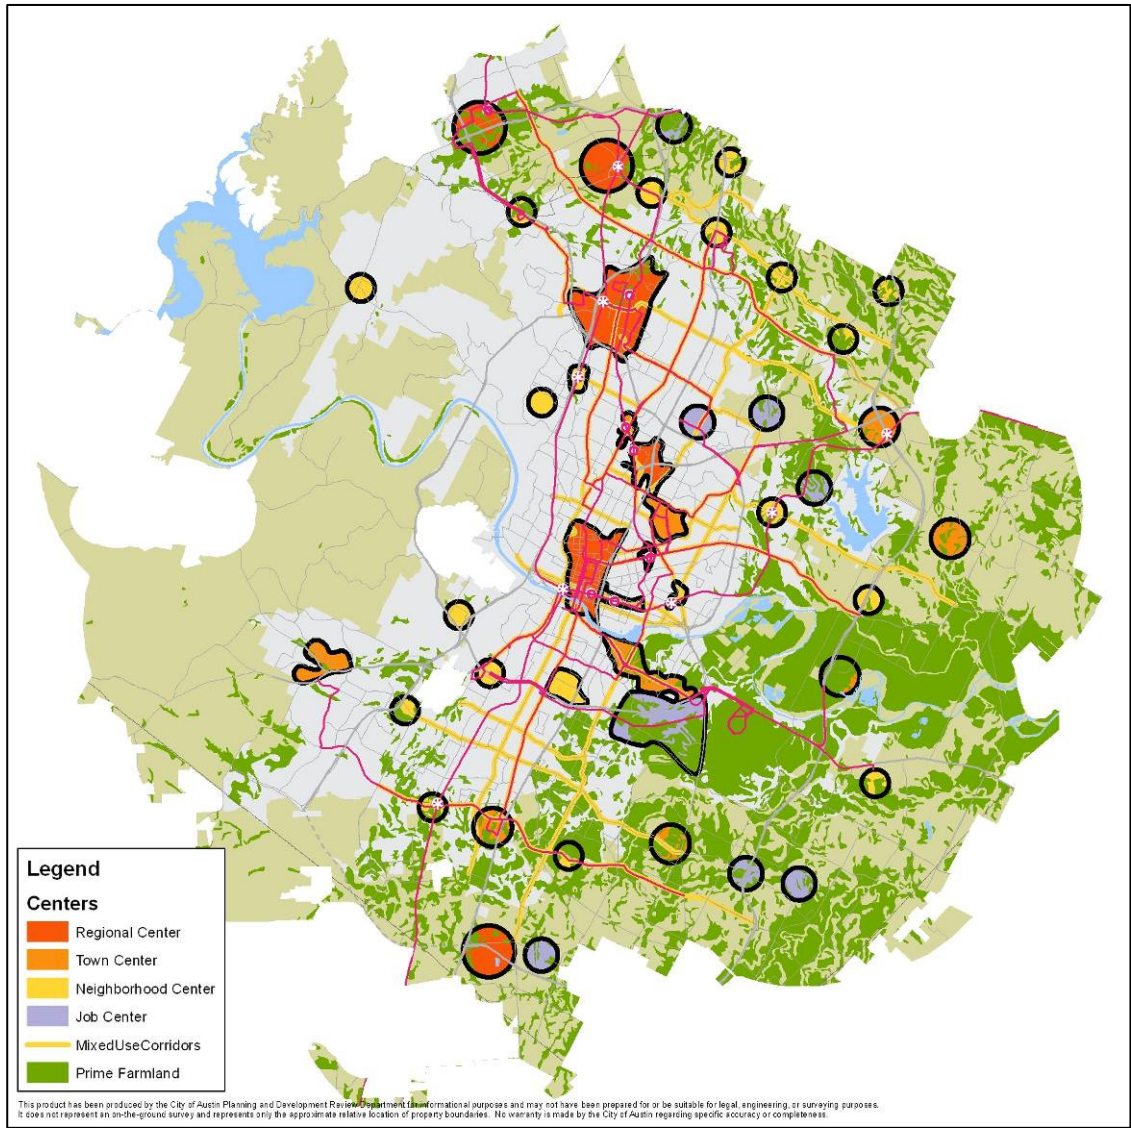 Legend
Centers
Regional Center
Town Center
Neighborhood Center
Job Center
MixedUseCorridors
Prime Farmland
This product has been produced by the City of Austin Planning and Development Review Department for informational purposes and may not have been prepared for or be suitable for legal, engineering, or surveying purposes.
It does not represent an on-the-ground survey and represents only the approximate relative location of property boundaries. No warranty is made by the City of Austin regarding specific accuracy or completeness.